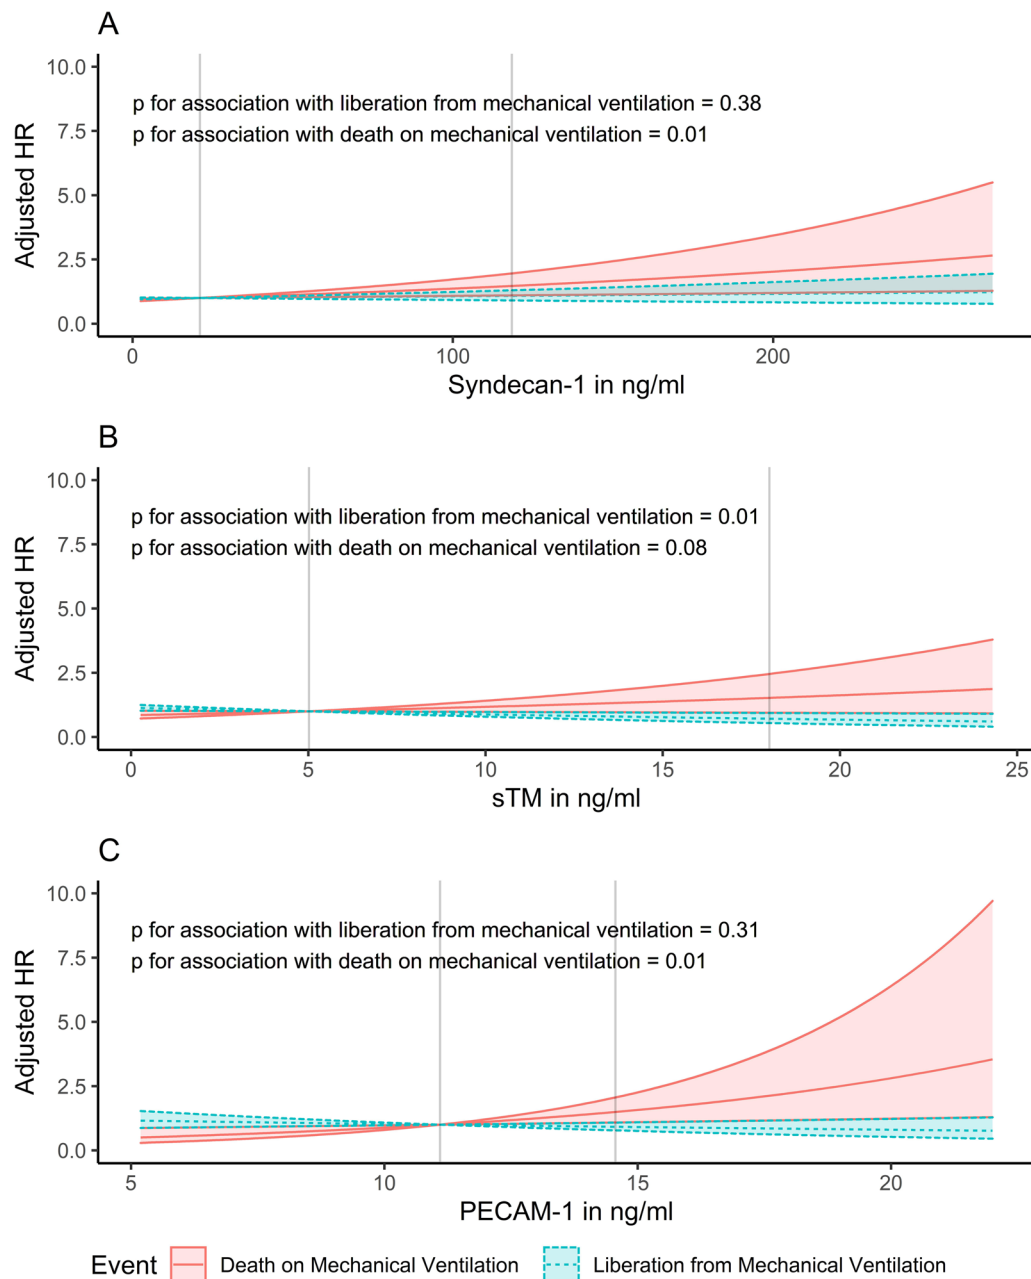 A
10.0
7.5
5.0
2.5
0.0
Adjusted HR
p for association with liberation from mechanical ventilation = 0.38
p for association with death on mechanical ventilation = 0.01
0 100 200
Syndecan-1 in ng/ml
B
10.0
7.5
5.0
2.5
0.0
Adjusted HR
p for association with liberation from mechanical ventilation = 0.01
p for association with death on mechanical ventilation = 0.08
0 5 10 15 20 25
sTM in ng/ml
C
10.0
7.5
5.0
2.5
0.0
Adjusted HR
p for association with liberation from mechanical ventilation = 0.31
p for association with death on mechanical ventilation = 0.01
5 10 15 20
PECAM-1 in ng/ml
Event Death on Mechanical Ventilation Liberation from Mechanical Ventilation